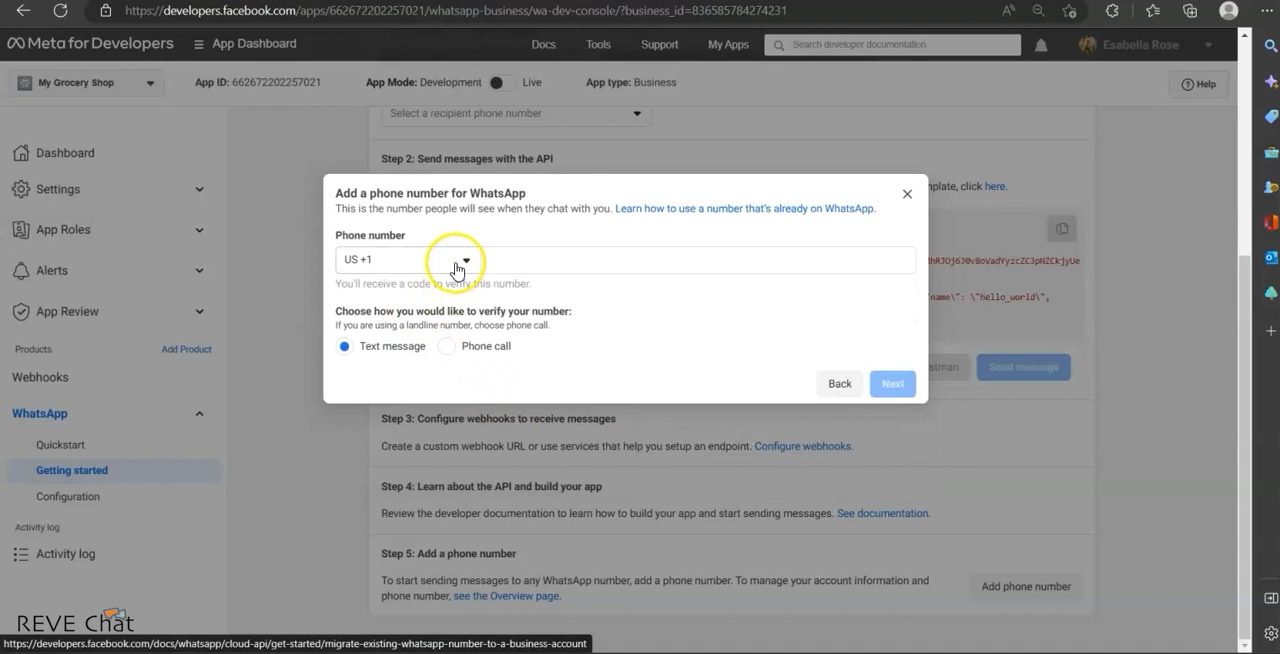 https://developers.facebook.com/apps/662672202257021/whatsapp-business/wa-dev-console/?business_id=836585784274231
Meta for Developers
App Dashboard
Docs
Tools
Support
My Apps
Search developer documentation
Esabella Rose
My Grocery Shop
App ID: 662672202257021
App Mode: Development
Live
App type: Business
Help
Select a recipient phone number
Dashboard
Settings
App Roles
Alerts
App Review
Products
Add Product
Webhooks
WhatsApp
Quickstart
Getting started
Configuration
Activity log
Activity log
Step 2: Send messages with the API
click here.
Add a phone number for WhatsApp
This is the number people will see when they chat with you. Learn how to use a number that's already on WhatsApp.
Phone number
US +1
You'll receive a code to verify this number.
Choose how you would like to verify your number:
If you are using a landline number, choose phone call.
Text message
Phone call
Back
Next
\"name\": \"hello_world\",
Send message
Step 3: Configure webhooks to receive messages
Create a custom webhook URL or use services that help you setup an endpoint. Configure webhooks.
Step 4: Learn about the API and build your app
Review the developer documentation to learn how to build your app and start sending messages. See documentation.
Step 5: Add a phone number
To start sending messages to any WhatsApp number, add a phone number. To manage your account information and
phone number, see the Overview page.
Add phone number
REVE Chat
https://developers.facebook.com/docs/whatsapp/cloud-api/get-started/migrate-existing-whatsapp-number-to-a-business-account